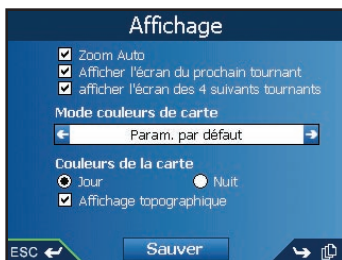 Affichage
Zoom Auto
Afficher l'écran du prochain tournant
afficher l'écran des 4 suivants tournants
Mode couleurs de carte
Param. par défaut
Couleurs de la carte
Jour Nuit
Affichage topographique
ESC Sauver